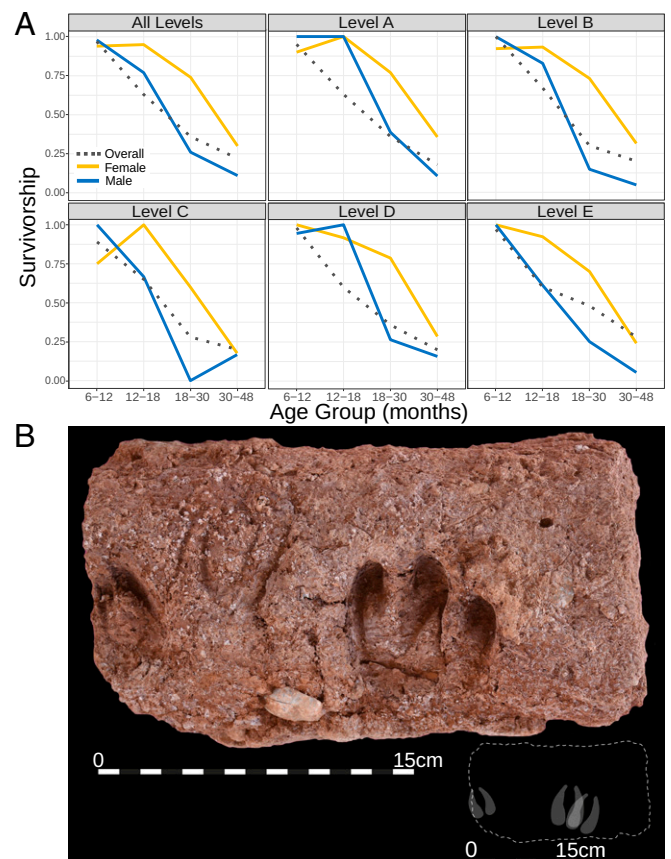 A
All Levels
Level A
Level B
1.00
0.75
0.50
0.25
0.00
Overall
Female
Male
Level C
Level D
Level E
1.00
0.75
0.50
0.25
0.00
Survivorship
6−12 12−18 18−30 30−48
6−12 12−18 18−30 30−48
6−12 12−18 18−30 30−48
Age Group (months)
B
0 15cm
0 15cm